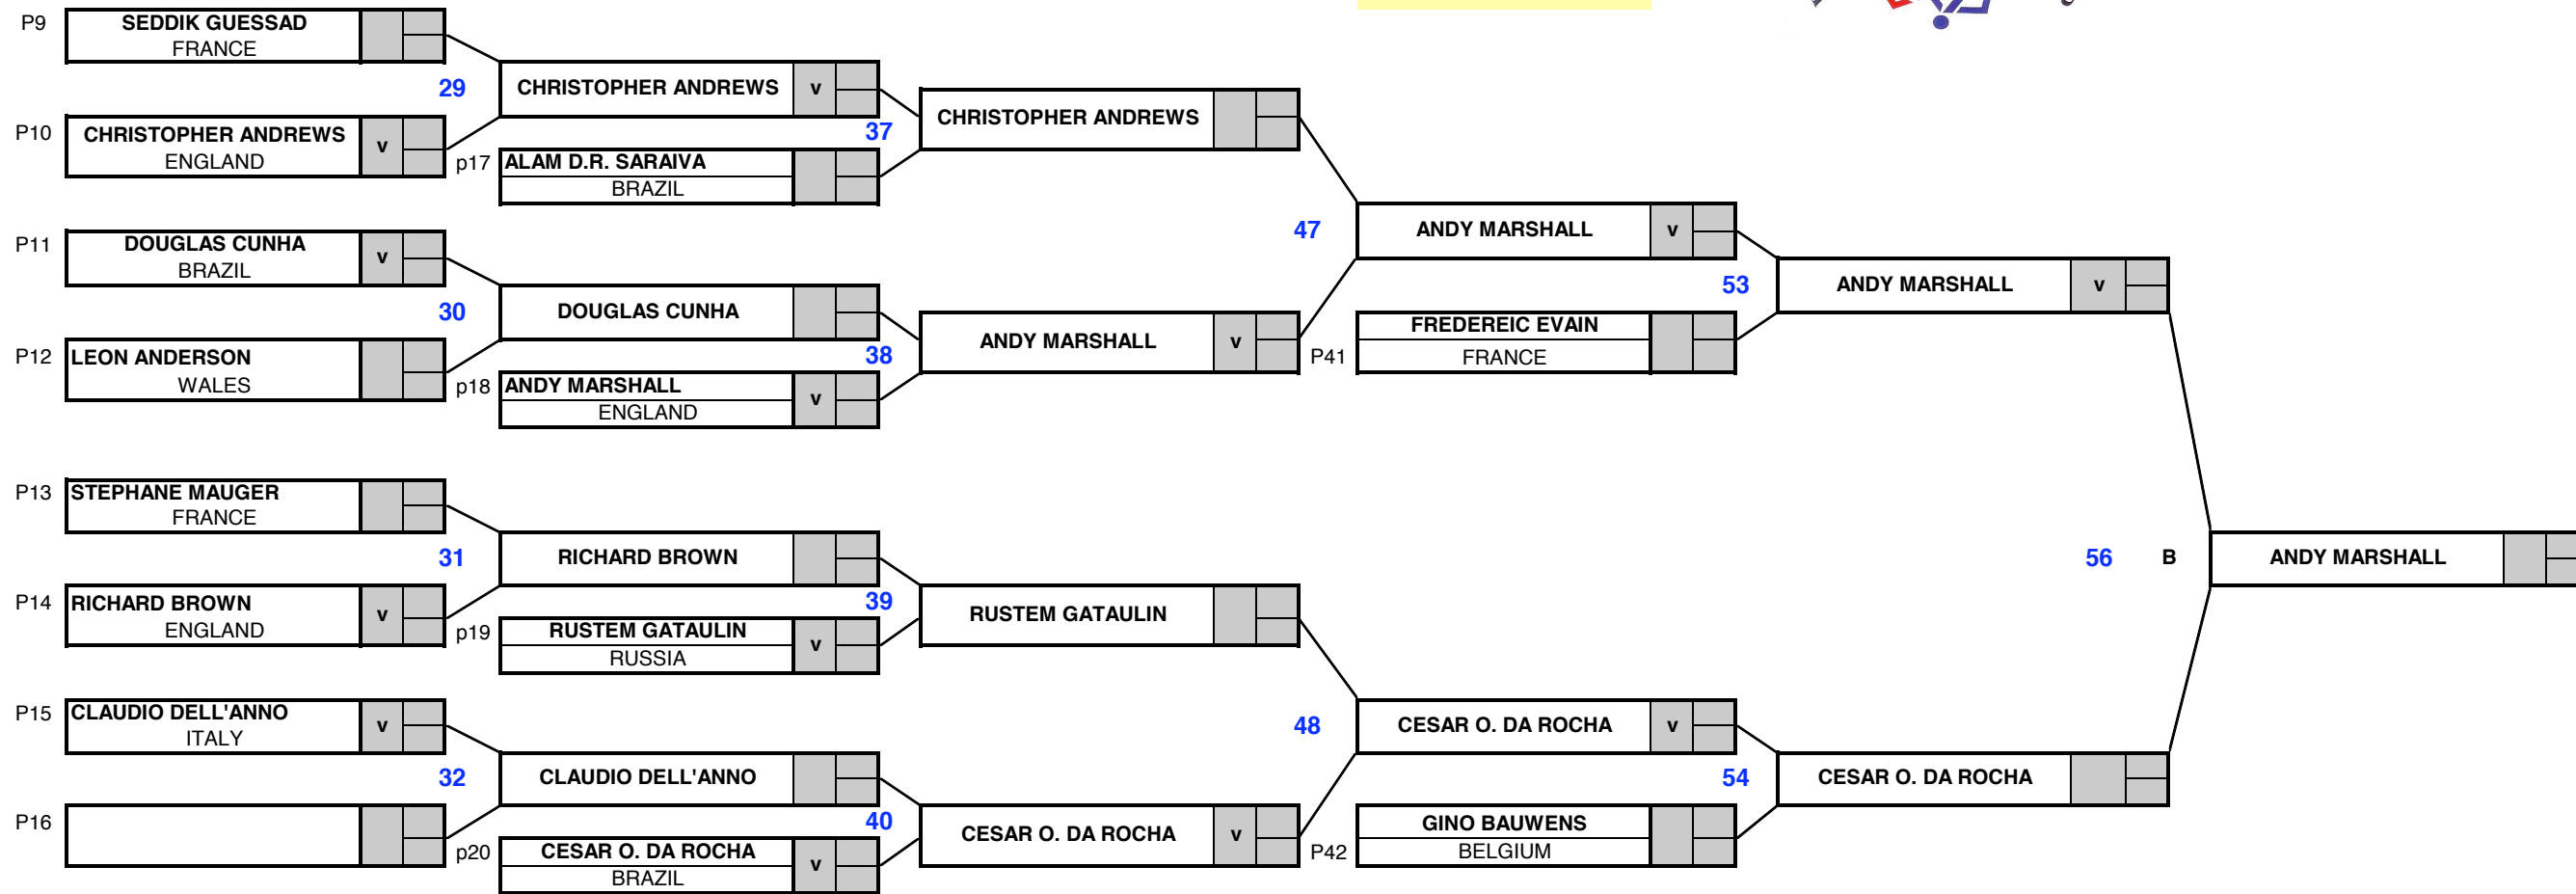 P9
SEDDIK GUESSAD
FRANCE
29
CHRISTOPHER ANDREWS v
P10
CHRISTOPHER ANDREWS v
ENGLAND
37
CHRISTOPHER ANDREWS
p17
ALAM D.R. SARAIVA
BRAZIL
P11
DOUGLAS CUNHA v
BRAZIL
47
ANDY MARSHALL v
30
DOUGLAS CUNHA
53
ANDY MARSHALL v
P12
LEON ANDERSON
WALES
38
ANDY MARSHALL v
P41
FREDEREIC EVAIN
FRANCE
p18
ANDY MARSHALL v
ENGLAND
P13
STEPHANE MAUGER
FRANCE
31
RICHARD BROWN
56 B
ANDY MARSHALL
P14
RICHARD BROWN v
ENGLAND
39
RUSTEM GATAULIN
p19
RUSTEM GATAULIN v
RUSSIA
P15
CLAUDIO DELL'ANNO v
ITALY
48
CESAR O. DA ROCHA v
32
CLAUDIO DELL'ANNO
54
CESAR O. DA ROCHA
P16
40
CESAR O. DA ROCHA v
P42
GINO BAUWENS
BELGIUM
p20
CESAR O. DA ROCHA v
BRAZIL